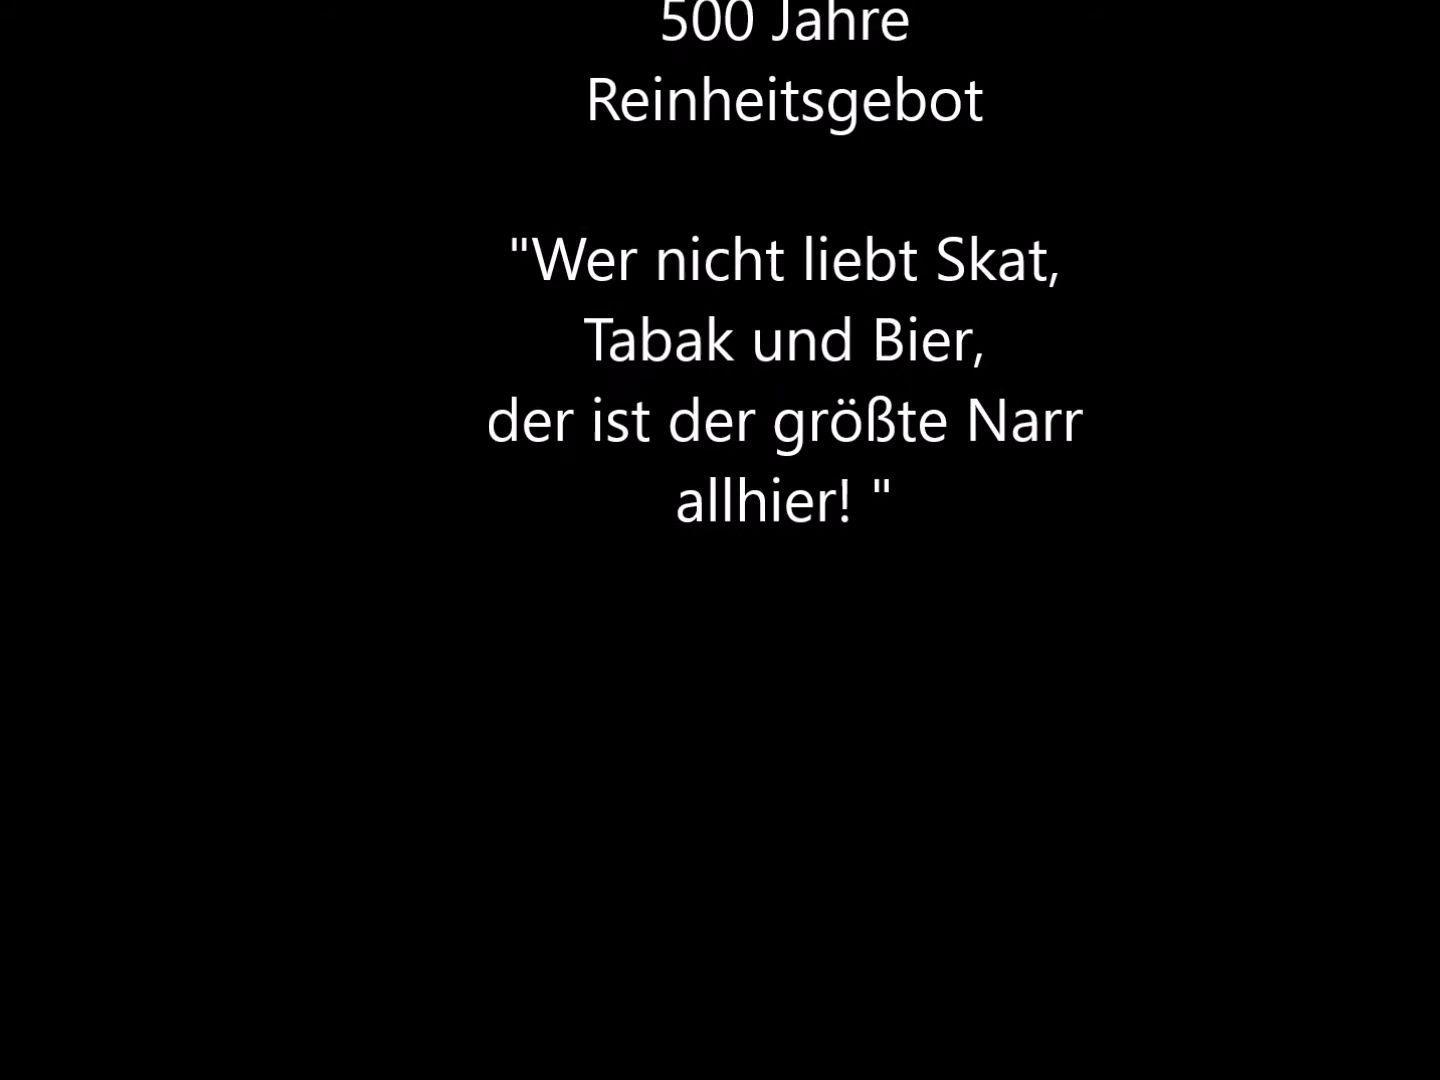 500 Jahre
Reinheitsgebot
"Wer nicht liebt Skat,
Tabak und Bier,
der ist der größte Narr
allhier! "